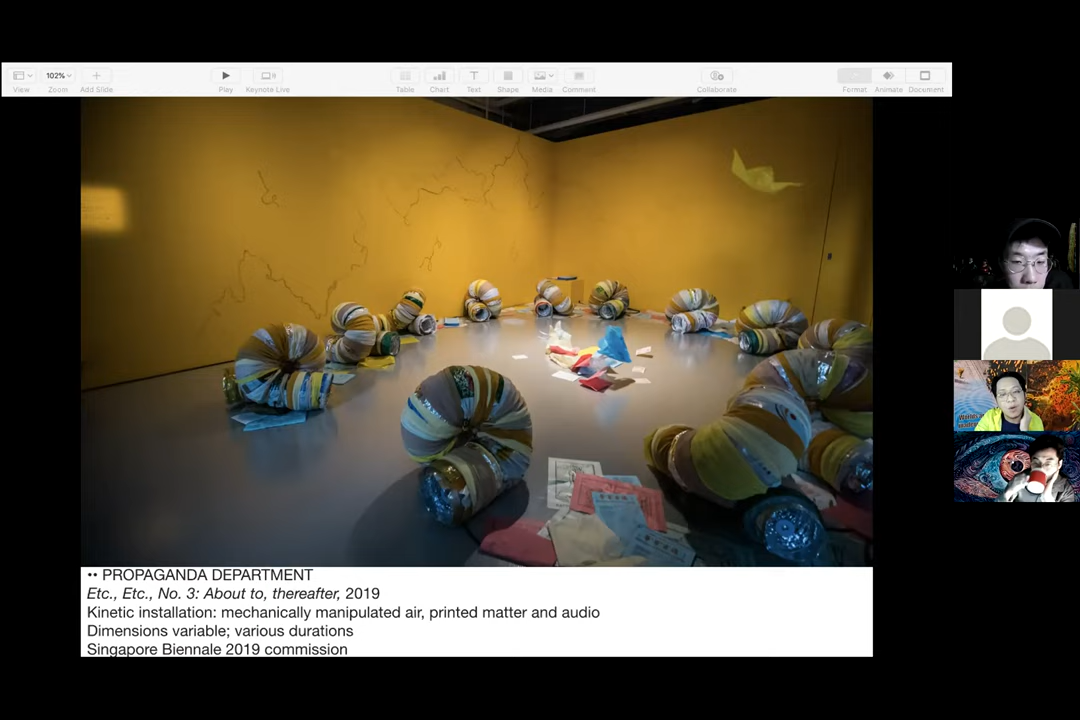 102%
View
Zoom
Add Slide
Play
Keynote Live
Table
Chart
Text
Shape
Media
Comment
Collaborate
Format
Animate
Document
•• PROPAGANDA DEPARTMENT
Etc., Etc., No. 3: About to, thereafter, 2019
Kinetic installation: mechanically manipulated air, printed matter and audio
Dimensions variable; various durations
Singapore Biennale 2019 commission